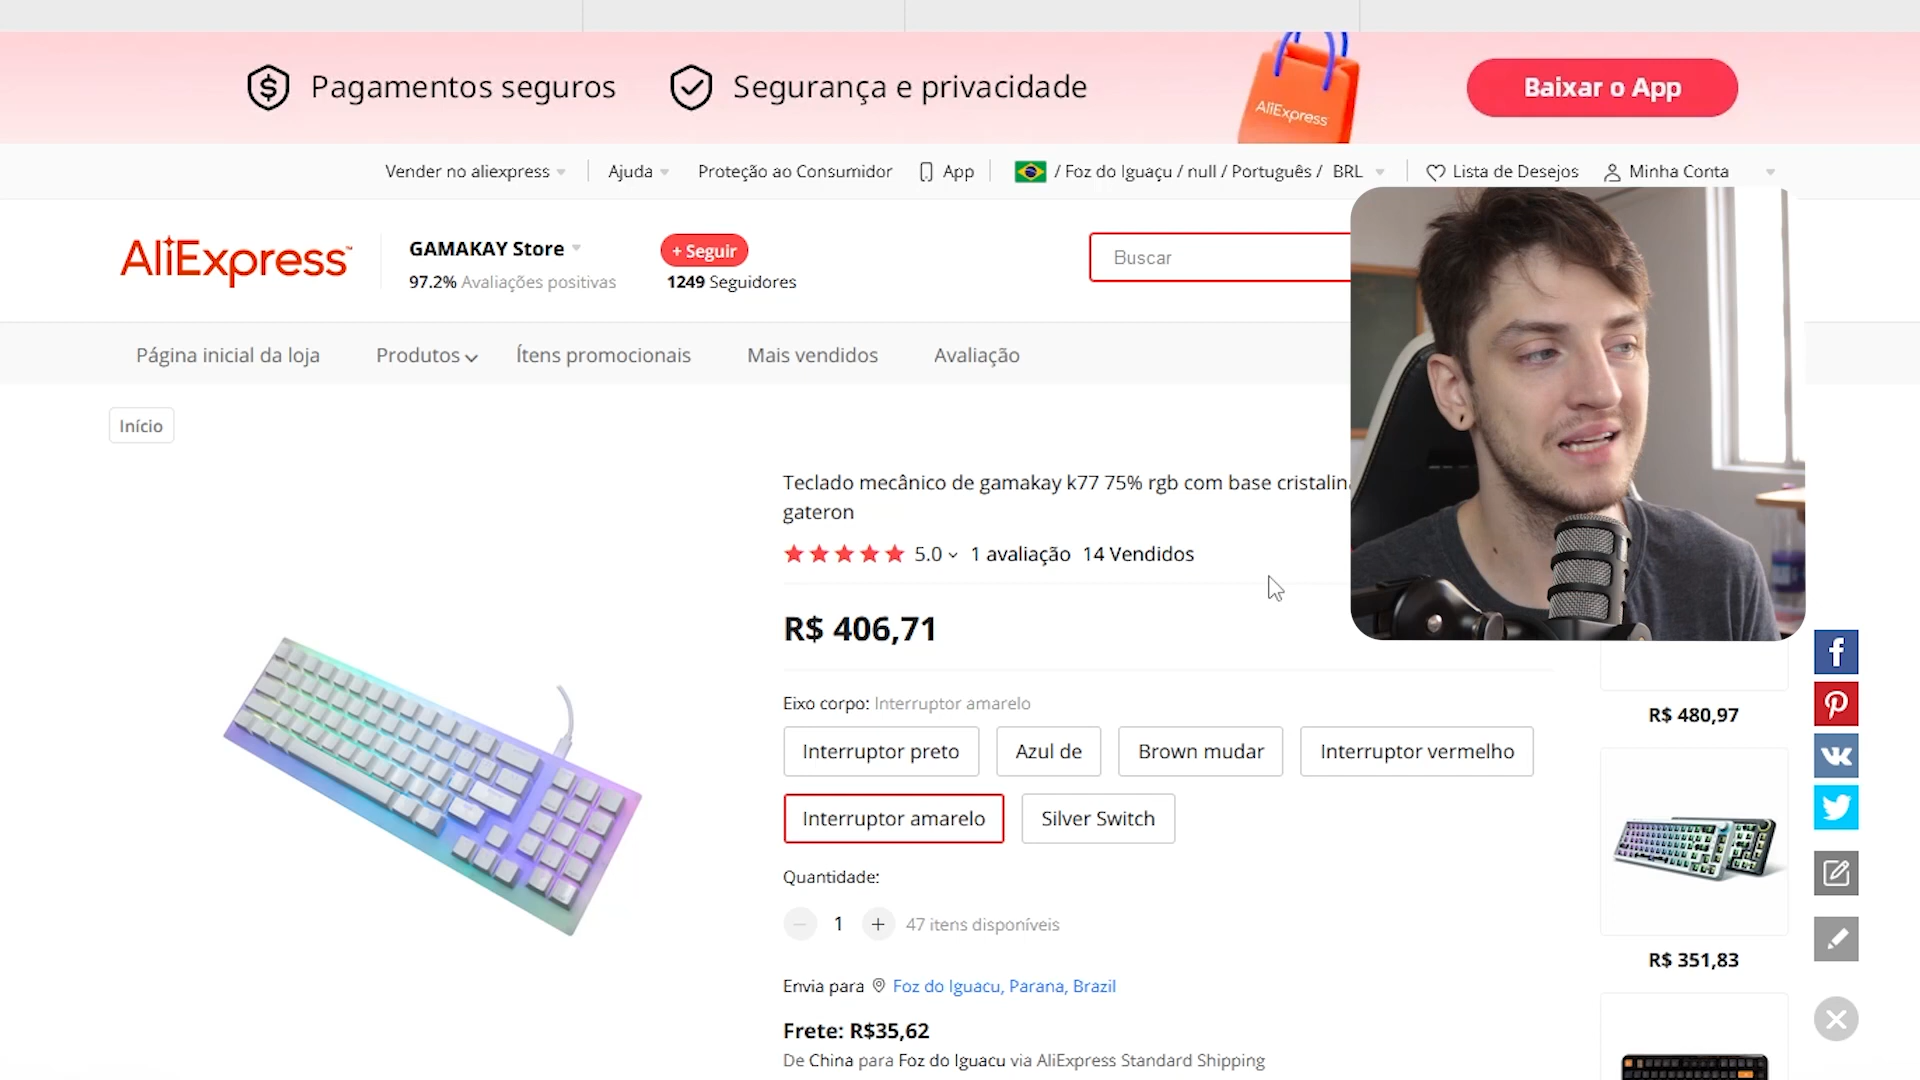 Pagamentos seguros
Segurança e privacidade
AliExpress
Baixar o App
Vender no aliexpress
Ajuda
Proteção ao Consumidor
App
/ Foz do Iguaçu / null / Português / BRL
Lista de Desejos
Minha Conta
AliExpress™
GAMAKAY Store
97.2% Avaliações positivas
+ Seguir
1249 Seguidores
Buscar
Página inicial da loja
Produtos
Ítens promocionais
Mais vendidos
Avaliação
Início
Teclado mecânico de gamakay k77 75% rgb com base cristalina
gateron
5.0 1 avaliação 14 Vendidos
R$ 406,71
Eixo corpo: Interruptor amarelo
Interruptor preto
Azul de
Brown mudar
Interruptor vermelho
Interruptor amarelo
Silver Switch
Quantidade:
1
47 itens disponíveis
Envia para Foz do Iguacu, Parana, Brazil
Frete: R$35,62
De China para Foz do Iguacu via AliExpress Standard Shipping
R$ 480,97
R$ 351,83